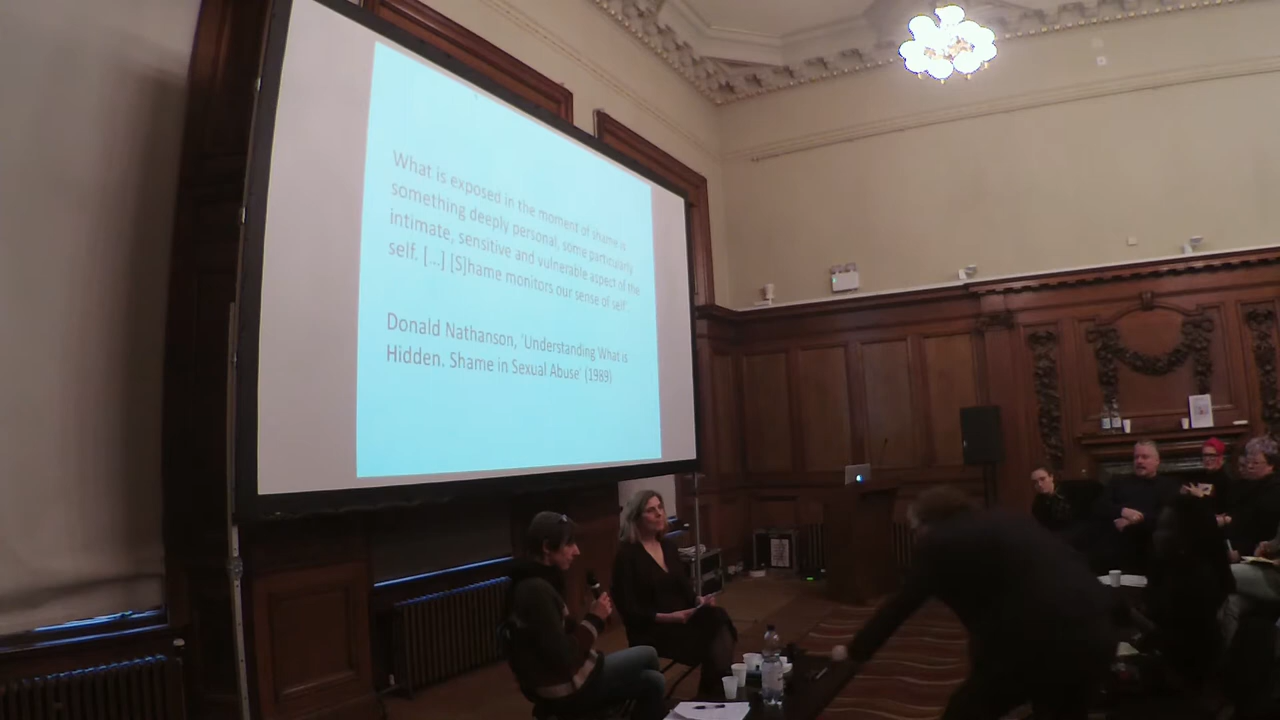 What is exposed in the moment of shame is
something deeply personal, some particularly
intimate, sensitive and vulnerable aspect of the
self. [...] [S]hame monitors our sense of self'.
Donald Nathanson, 'Understanding What is
Hidden. Shame in Sexual Abuse' (1989)